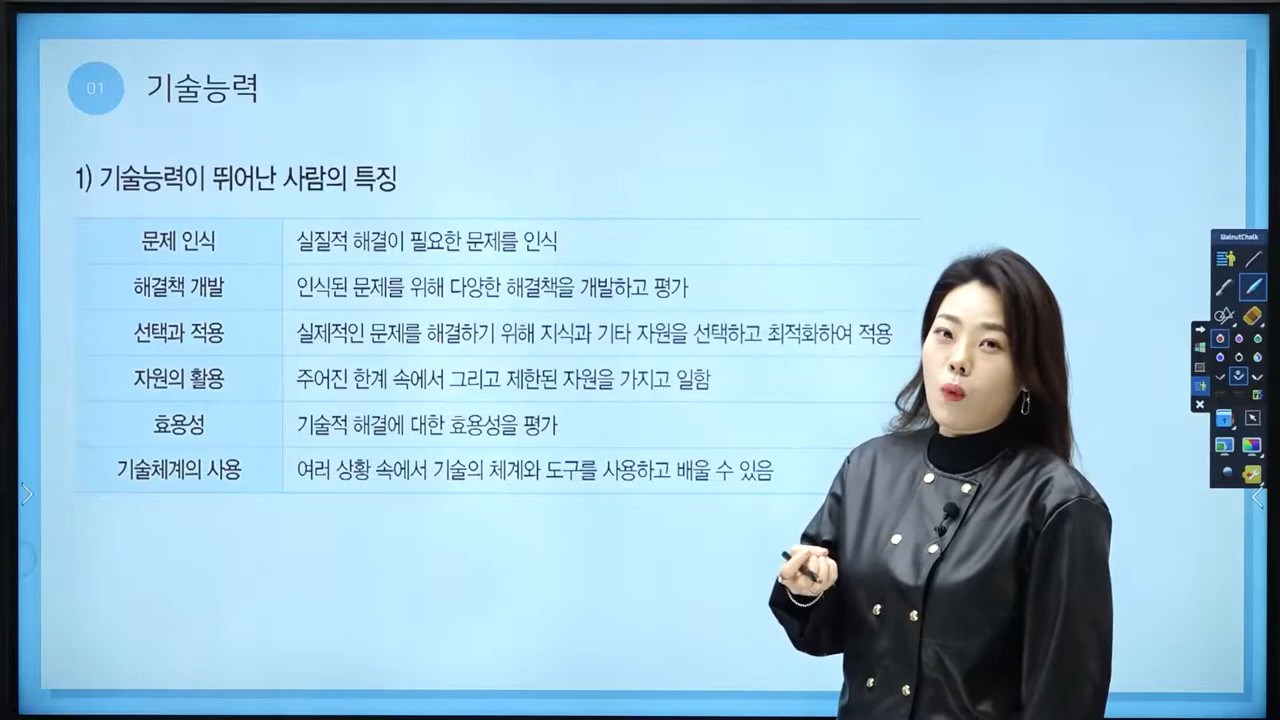 01
기술능력
1) 기술능력이 뛰어난 사람의 특징
문제 인식 실질적 해결이 필요한 문제를 인식
해결책 개발 인식된 문제를 위해 다양한 해결책을 개발하고 평가
선택과 적용 실제적인 문제를 해결하기 위해 지식과 기타 자원을 선택하고 최적화하여 적용
자원의 활용 주어진 한계 속에서 그리고 제한된 자원을 가지고 일함
효용성 기술적 해결에 대한 효용성을 평가
기술체계의 사용 여러 상황 속에서 기술의 체계와 도구를 사용하고 배울 수 있음
WalnutChalk